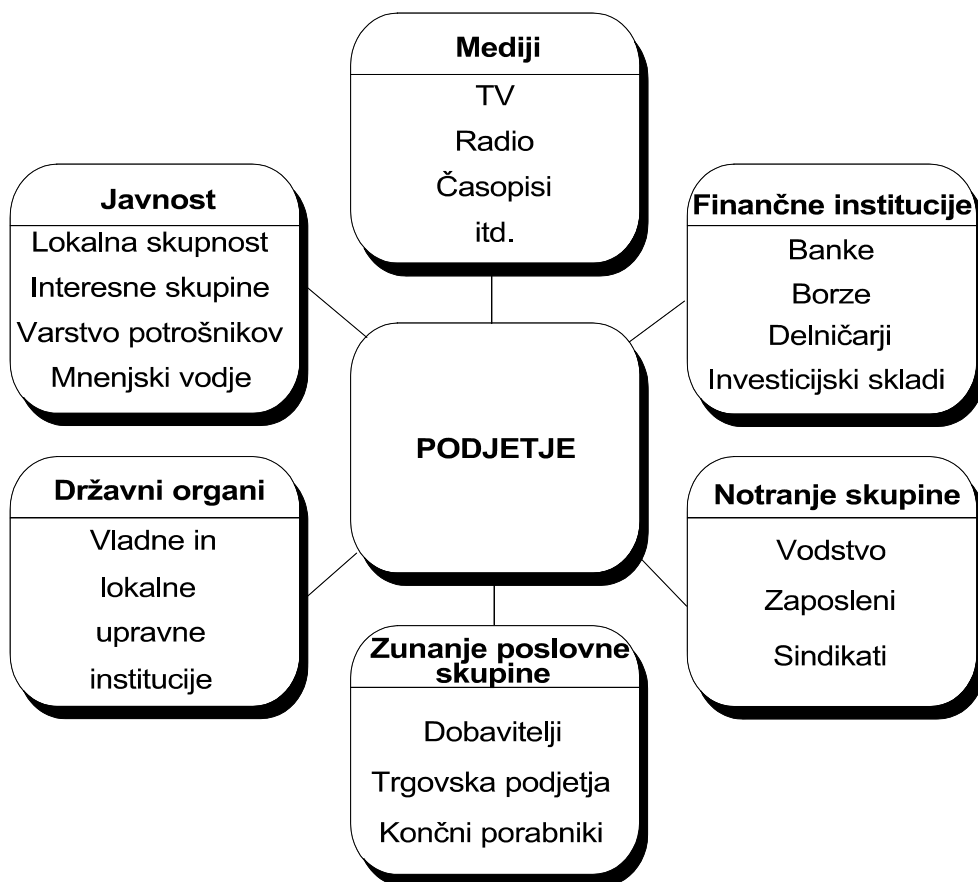 Mediji
TV
Radio
Časopisi
itd.
Javnost
Lokalna skupnost
Interesne skupine
Varstvo potrošnikov
Mnenjski vodje
Finančne institucije
Banke
Borze
Delničarji
Investicijski skladi
PODJETJE
Državni organi
Vladne in
lokalne
upravne
institucije
Notranje skupine
Vodstvo
Zaposleni
Sindikati
Zunanje poslovne
skupine
Dobavitelji
Trgovska podjetja
Končni porabniki